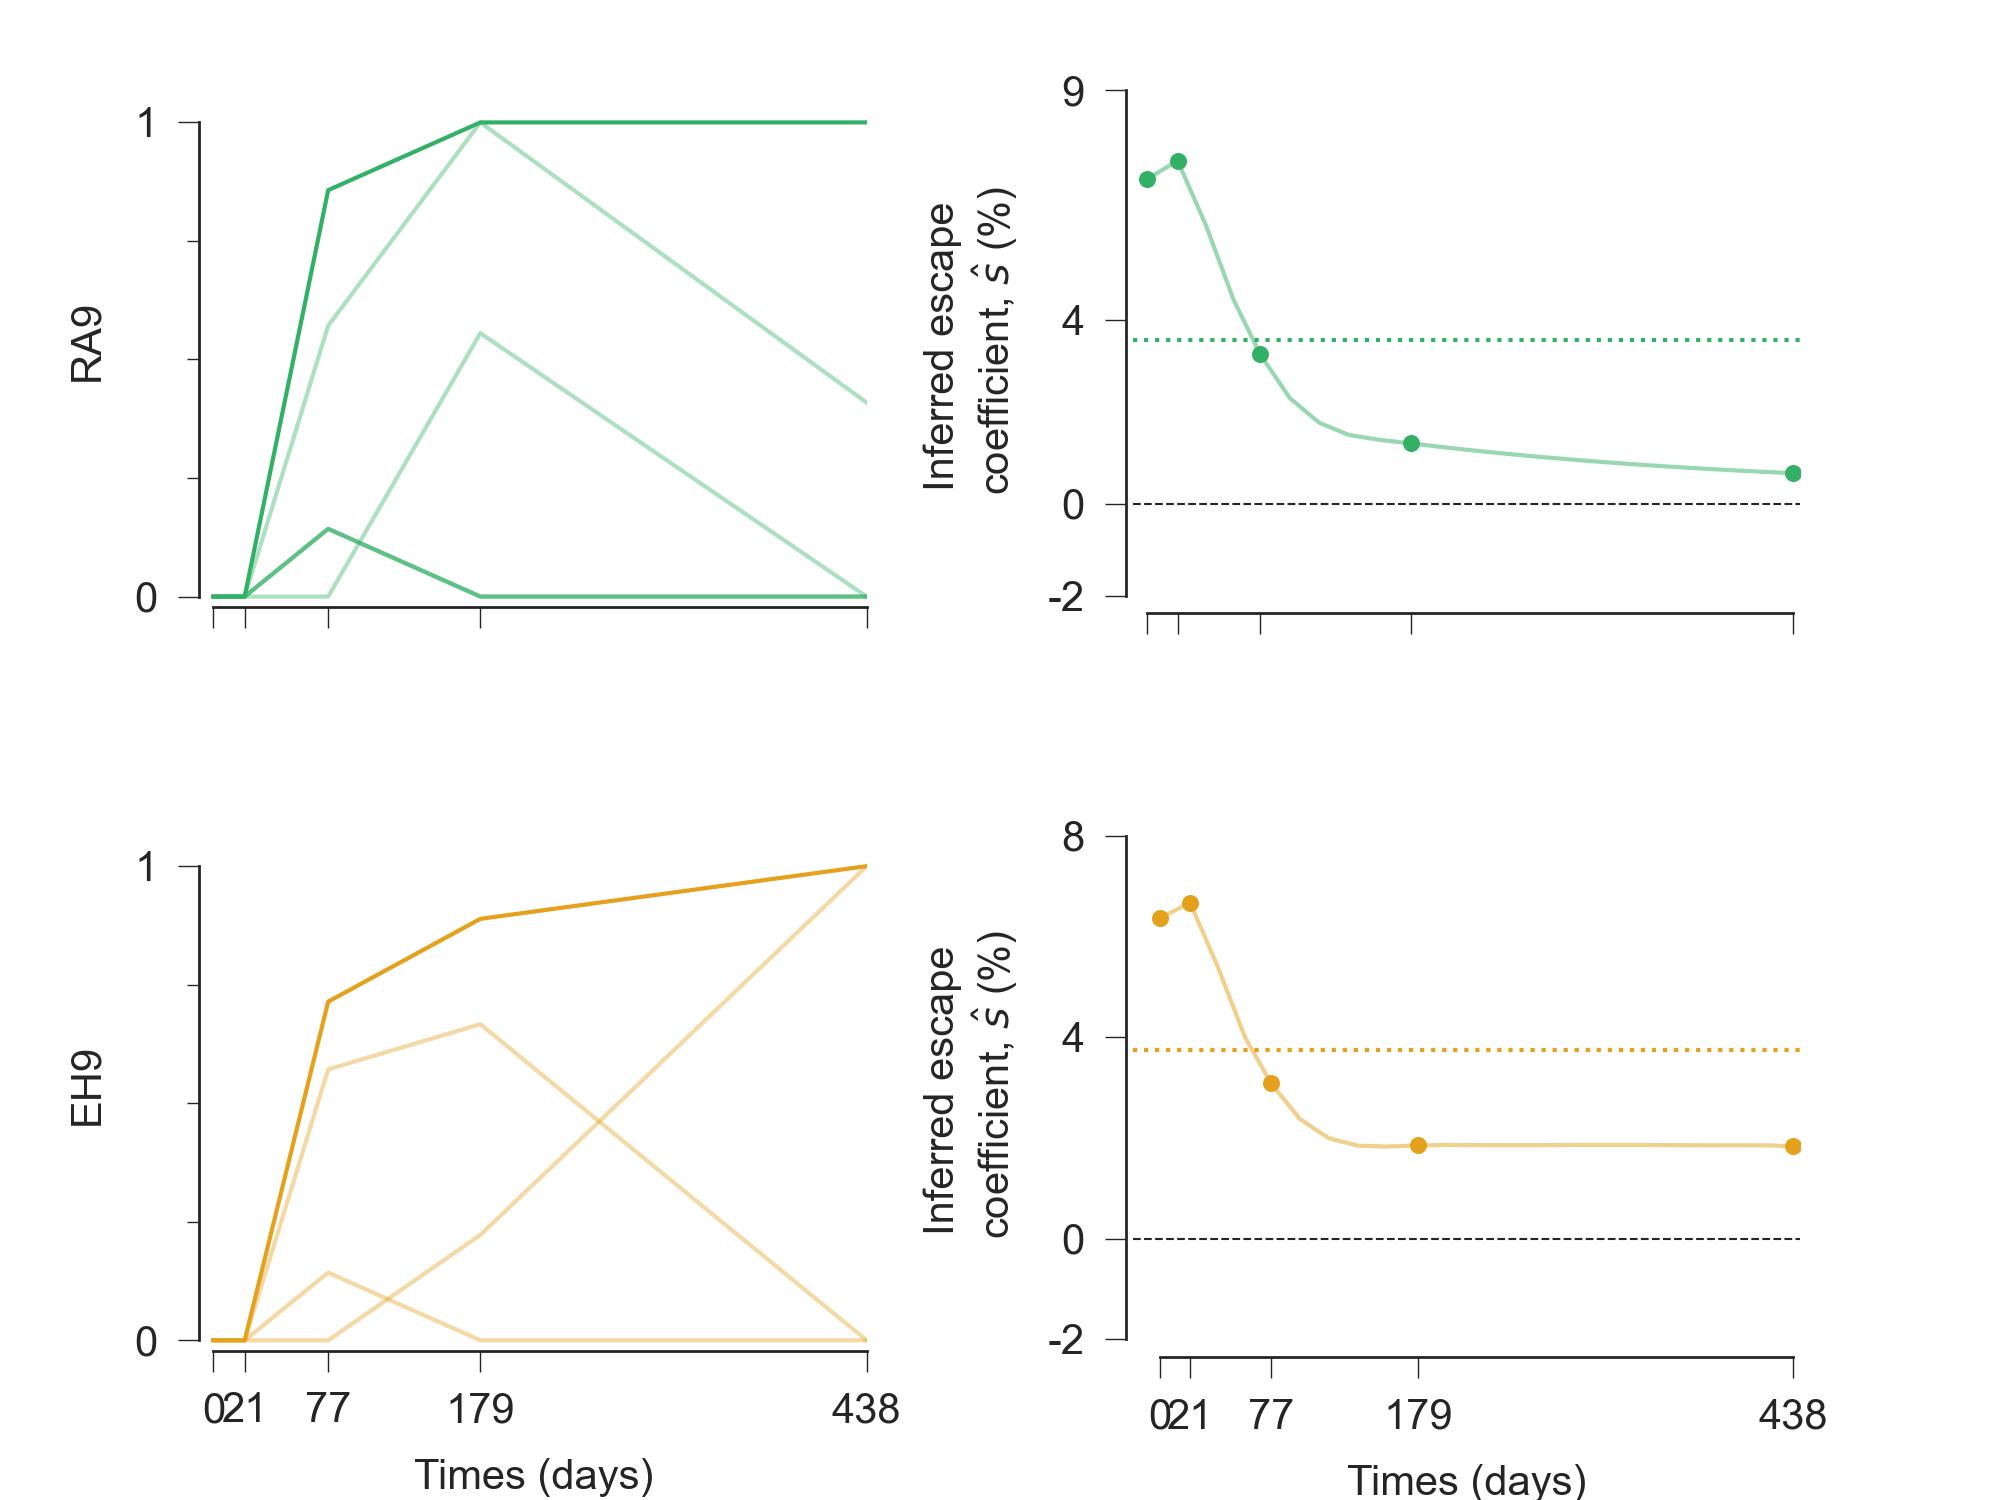 1
RA9
0
9
Inferred escape
coefficient, ŝ (%)
4
0
-2
1
EH9
0
0 21 77 179 438
Times (days)
8
Inferred escape
coefficient, ŝ (%)
4
0
-2
0 21 77 179 438
Times (days)